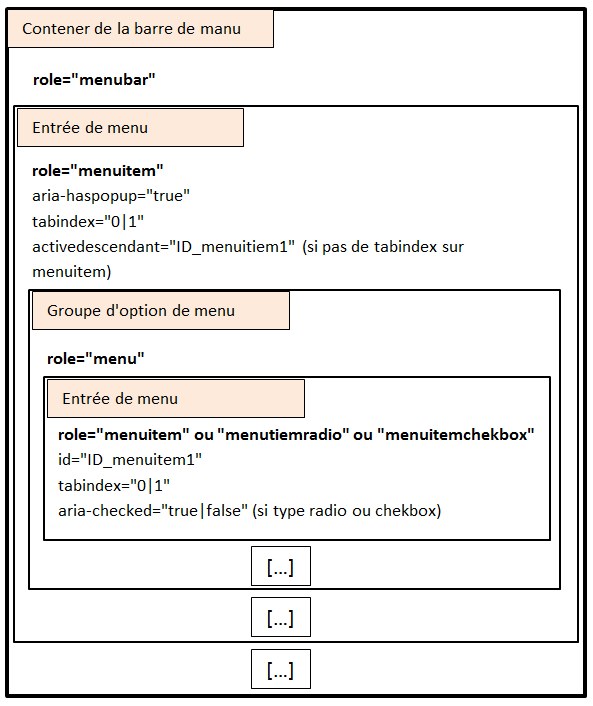 Contener de la barre de manu
role="menubar"
Entrée de menu
role="menuitem"
aria-haspopup="true"
tabindex="0|1"
activedescendant="ID_menuitiem1" (si pas de tabindex sur
menuitem)
Groupe d'option de menu
role="menu"
Entrée de menu
role="menuitem" ou "menutiemradio" ou "menuitemchekbox"
id="ID_menuitem1"
tabindex="0|1"
aria-checked="true|false" (si type radio ou chekbox)
[...]
[...]
[...]